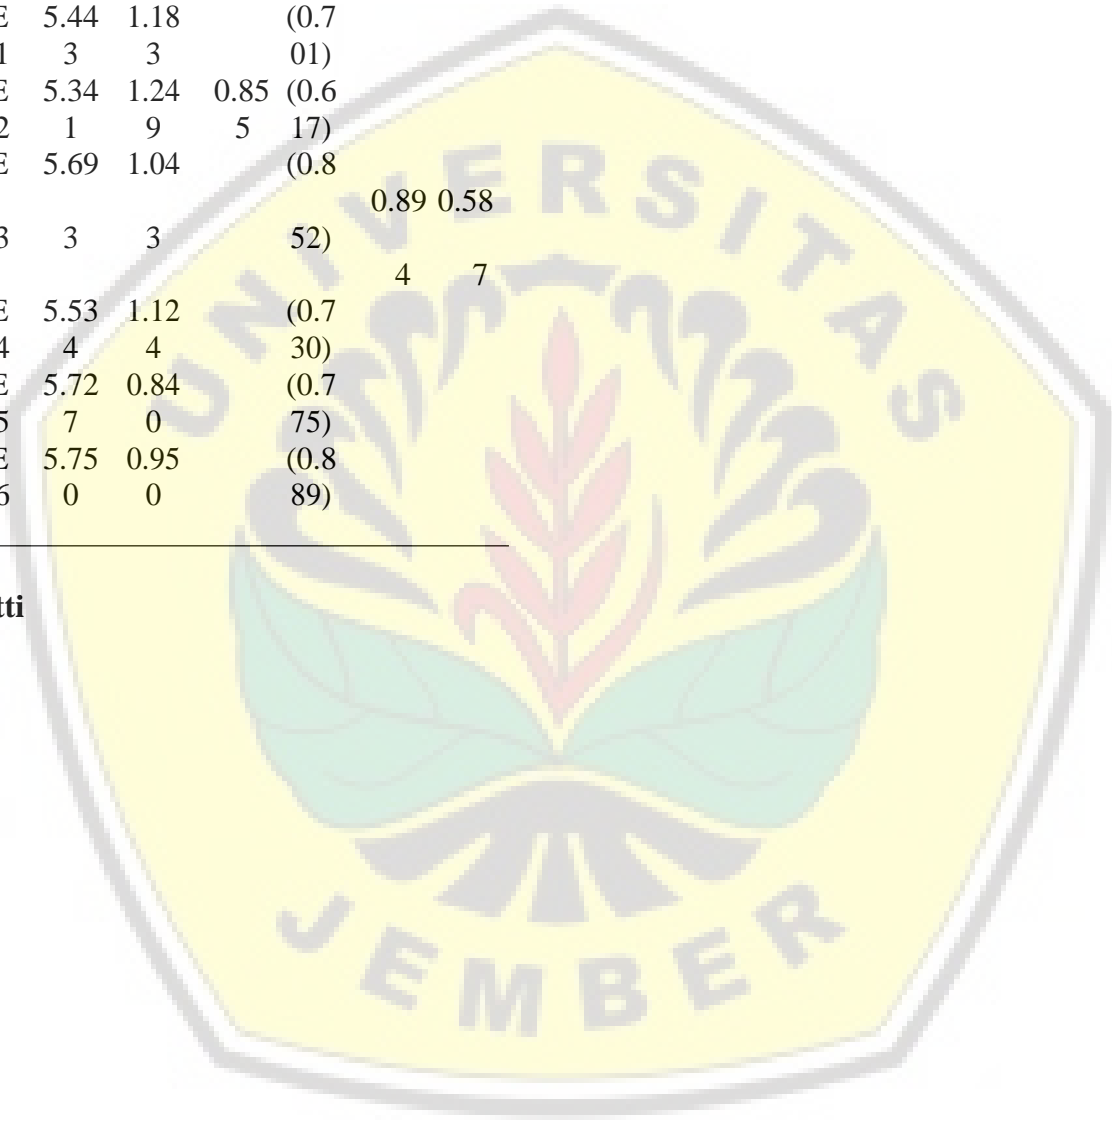 E 5.44 1.18 (0.7
1 3 3 01)
E 5.34 1.24 0.85 (0.6
2 1 9 5 17)
E 5.69 1.04 (0.8
0.89 0.58
3 3 3 52)
4 7
E 5.53 1.12 (0.7
4 4 4 30)
E 5.72 0.84 (0.7
5 7 0 75)
E 5.75 0.95 (0.8
6 0 0 89)
tti
UNIVERSITAS
JEMBER